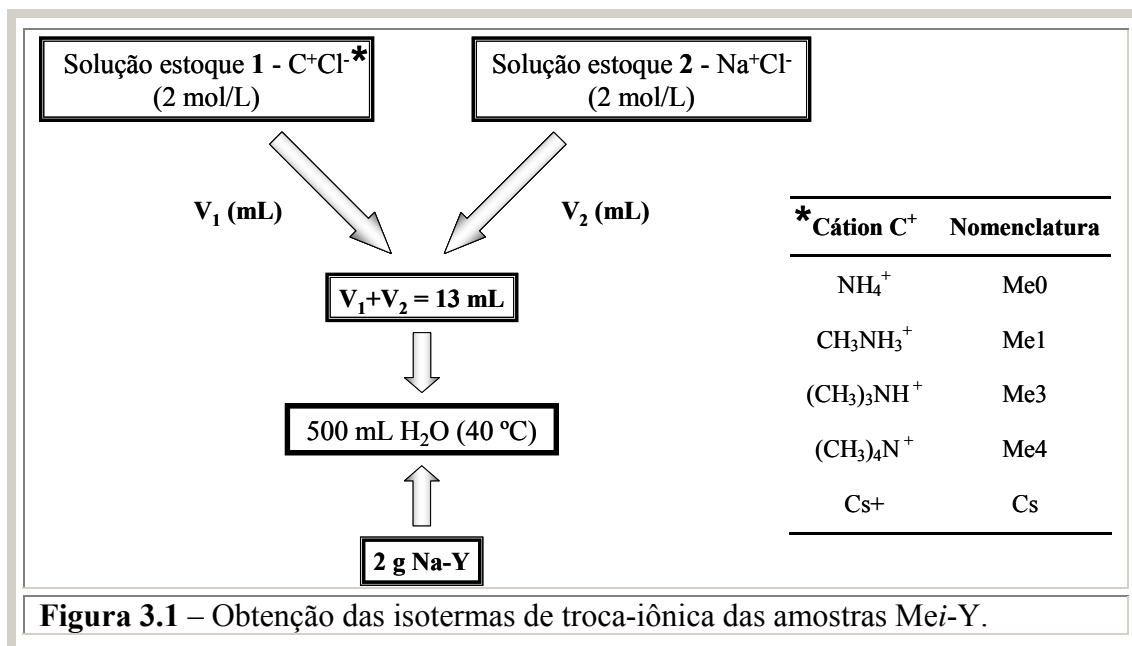 Solução estoque 1 - C⁺Cl⁻*
(2 mol/L)
Solução estoque 2 - Na⁺Cl⁻
(2 mol/L)
V₁ (mL)
V₂ (mL)
V₁+V₂ = 13 mL
500 mL H₂O (40 ºC)
2 g Na-Y
*Cátion C⁺ Nomenclatura
NH₄⁺ Me0
CH₃NH₃⁺ Me1
(CH₃)₃NH⁺ Me3
(CH₃)₄N⁺ Me4
Cs+ Cs
Figura 3.1 – Obtenção das isotermas de troca-iônica das amostras Mei-Y.